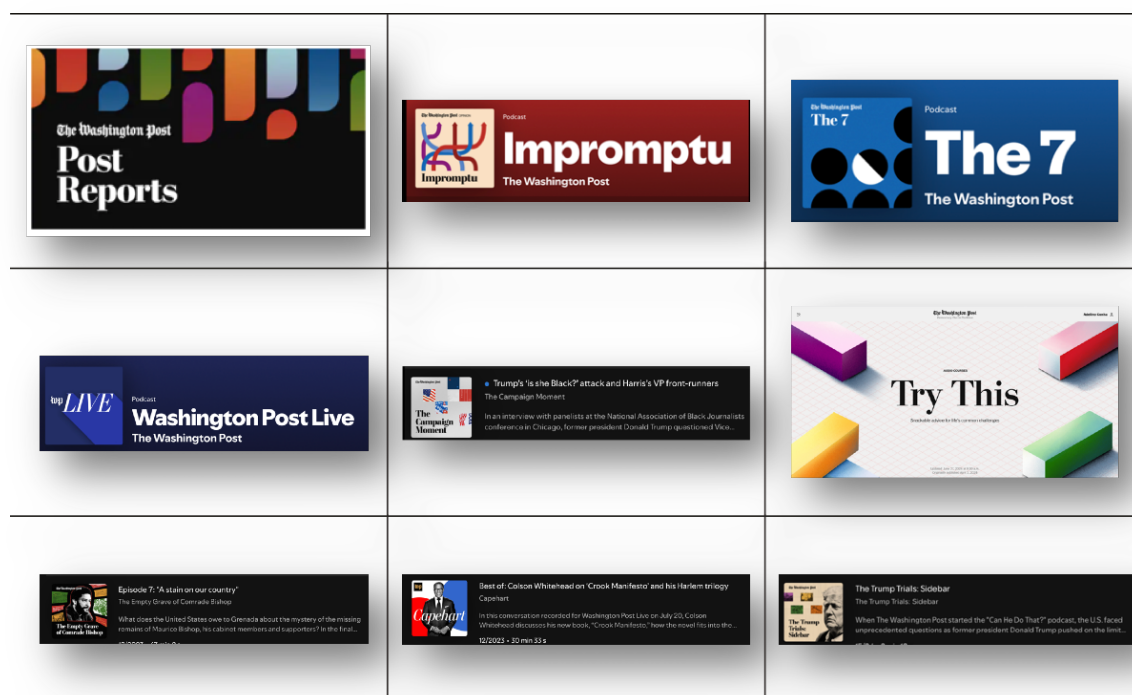 The Washington Post
Post
Reports
The Washington Post
Impromptu
Podcast
Impromptu
The Washington Post
The Washington Post
The 7
Podcast
The 7
The Washington Post
wp LIVE
Podcast
Washington Post Live
The Washington Post
The
Campaign
Moment
Trump's 'is she Black?' attack and Harris's VP front-runners
The Campaign Moment
In an interview with panelists at the National Association of Black Journalists
conference in Chicago, former president Donald Trump questioned Vice...
The Washington Post
Try This
The Empty Grave
of Comrade Bishop
Episode 7: "A stain on our country"
The Empty Grave of Comrade Bishop
What does the United States owe to Grenada about the mystery of the missing
remains of Maurice Bishop, his cabinet members and supporters? In the final...
wp
Capehart
Best of: Colson Whitehead on 'Crook Manifesto' and his Harlem trilogy
Capehart
In this conversation recorded for Washington Post Live on July 20, Colson
Whitehead discusses his new book, "Crook Manifesto," how the novel fits into the...
12/2023 • 30 min 33 s
The Trump
Trials:
Sidebar
The Trump Trials: Sidebar
The Trump Trials: Sidebar
When The Washington Post started the "Can He Do That?" podcast, the U.S. faced
unprecedented questions as former president Donald Trump pushed on the limit...